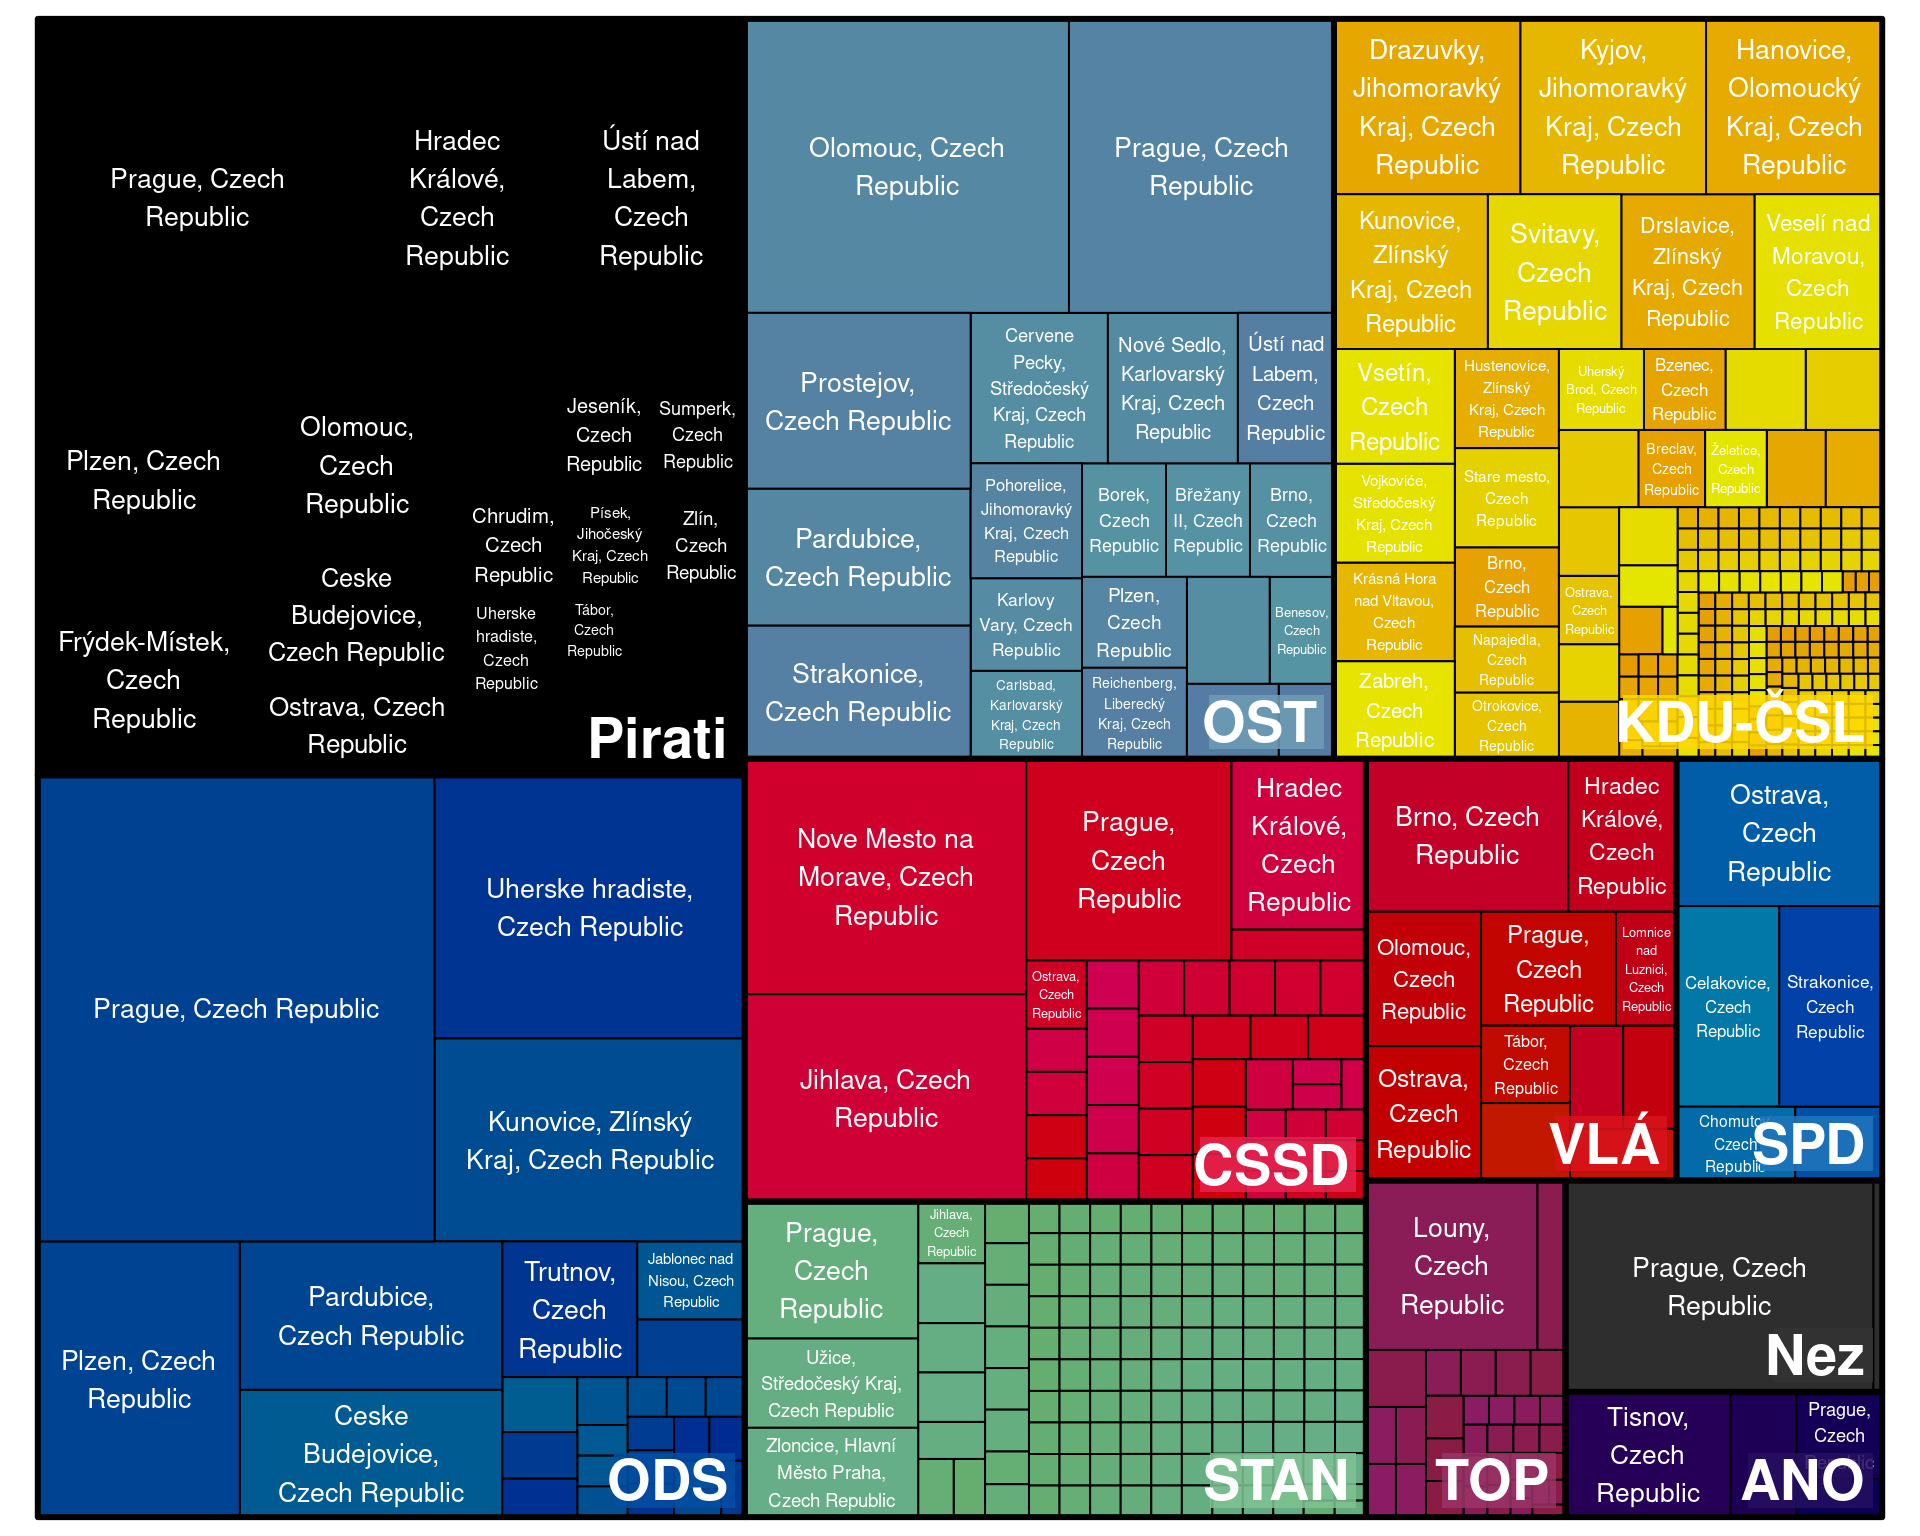 Prague, Czech
Republic
Hradec
Králové,
Czech
Republic
Ústí nad
Labem,
Czech
Republic
Plzen, Czech
Republic
Olomouc,
Czech
Republic
Jeseník,
Czech
Republic
Sumperk,
Czech
Republic
Chrudim,
Czech
Republic
Písek,
Jihočeský
Kraj, Czech
Republic
Zlín,
Czech
Republic
Frýdek-Místek,
Czech
Republic
Ceske
Budejovice,
Czech Republic
Uherske
hradiste,
Czech
Republic
Tábor,
Czech
Republic
Ostrava, Czech
Republic
Pirati
Olomouc, Czech
Republic
Prague, Czech
Republic
Prostejov,
Czech Republic
Cervene
Pecky,
Středočeský
Kraj, Czech
Republic
Nové Sedlo,
Karlovarský
Kraj, Czech
Republic
Ústí nad
Labem,
Czech
Republic
Pardubice,
Czech Republic
Pohorelice,
Jihomoravký
Kraj, Czech
Republic
Borek,
Czech
Republic
Břežany
II, Czech
Republic
Brno,
Czech
Republic
Strakonice,
Czech Republic
Karlovy
Vary, Czech
Republic
Plzen,
Czech
Republic
Benesov,
Czech
Republic
Carlsbad,
Karlovarský
Kraj, Czech
Republic
Reichenberg,
Liberecký
Kraj, Czech
Republic
OST
Drazuvky,
Jihomoravký
Kraj, Czech
Republic
Kyjov,
Jihomoravký
Kraj, Czech
Republic
Hanovice,
Olomoucký
Kraj, Czech
Republic
Kunovice,
Zlínský
Kraj, Czech
Republic
Svitavy,
Czech
Republic
Drslavice,
Zlínský
Kraj, Czech
Republic
Veselí nad
Moravou,
Czech
Republic
Vsetín,
Czech
Republic
Hustenovice,
Zlínský
Kraj, Czech
Republic
Uherský
Brod, Czech
Republic
Bzenec,
Czech
Republic
Vojkoviće,
Středočeský
Kraj, Czech
Republic
Stare mesto,
Czech
Republic
Breclav,
Czech
Republic
Želetice,
Czech
Republic
Krásná Hora
nad Vltavou,
Czech
Republic
Brno,
Czech
Republic
Ostrava,
Czech
Republic
Zabreh,
Czech
Republic
Napajedla,
Czech
Republic
Otrokovice,
Czech
Republic
KDU-ČSL
Prague, Czech Republic
Uherske hradiste,
Czech Republic
Kunovice, Zlínský
Kraj, Czech Republic
Plzen, Czech
Republic
Pardubice,
Czech Republic
Trutnov,
Czech
Republic
Jablonec nad
Nisou, Czech
Republic
Ceske
Budejovice,
Czech Republic
ODS
Nove Mesto na
Morave, Czech
Republic
Prague,
Czech
Republic
Hradec
Králové,
Czech
Republic
Jihlava, Czech
Republic
Ostrava,
Czech
Republic
CSSD
Brno, Czech
Republic
Hradec
Králové,
Czech
Republic
Olomouc,
Czech
Republic
Prague,
Czech
Republic
Lomnice
nad
Luznici,
Czech
Republic
Ostrava,
Czech
Republic
Tábor,
Czech
Republic
VLÁ
Ostrava,
Czech
Republic
Celakovice,
Czech
Republic
Strakonice,
Czech
Republic
Chomutov,
Czech
Republic
SPD
Prague,
Czech
Republic
Jihlava,
Czech
Republic
Užice,
Středočeský Kraj,
Czech Republic
Zloncice, Hlavní
Město Praha,
Czech Republic
STAN
Louny,
Czech
Republic
TOP
Prague, Czech
Republic
Nez
Tisnov,
Czech
Republic
Prague,
Czech
Republic
ANO